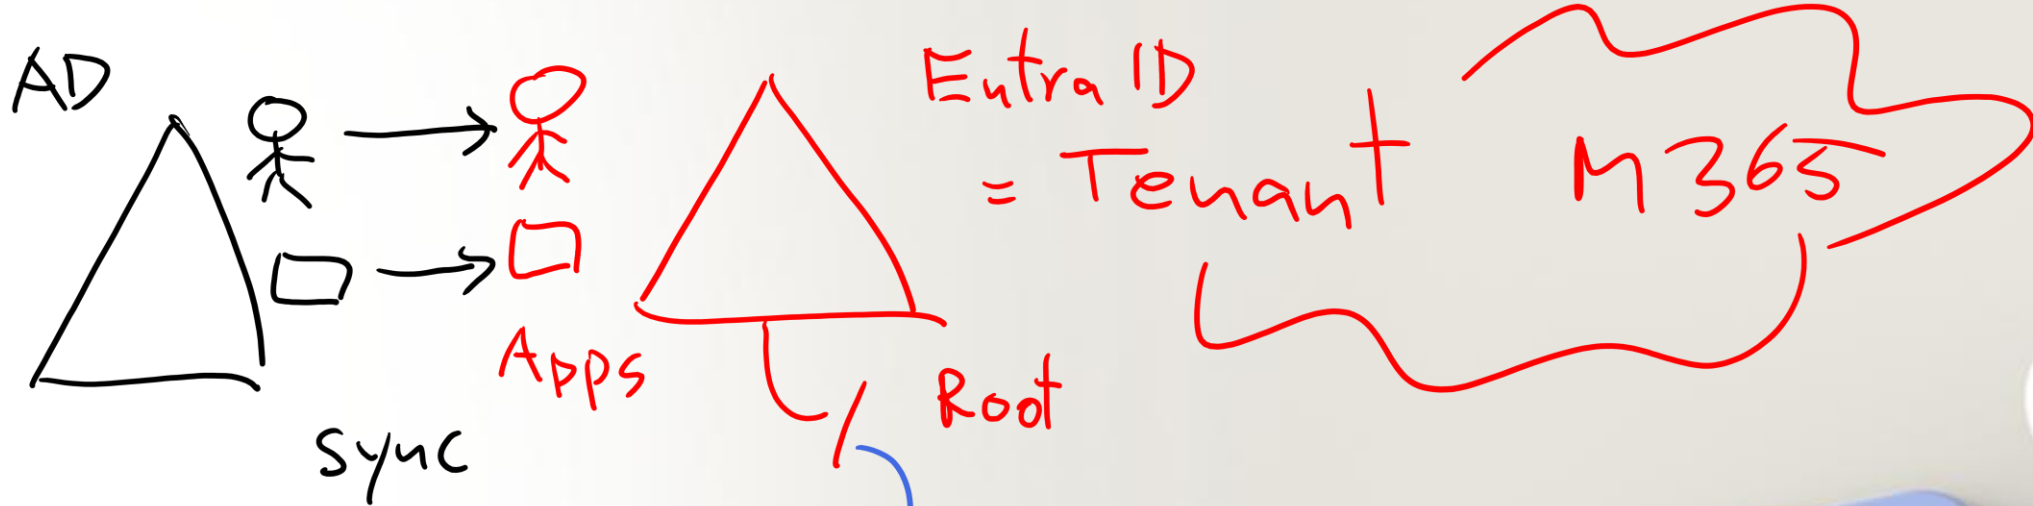 AD
Entra ID
= Tenant
M365
Apps
/ Root
sync